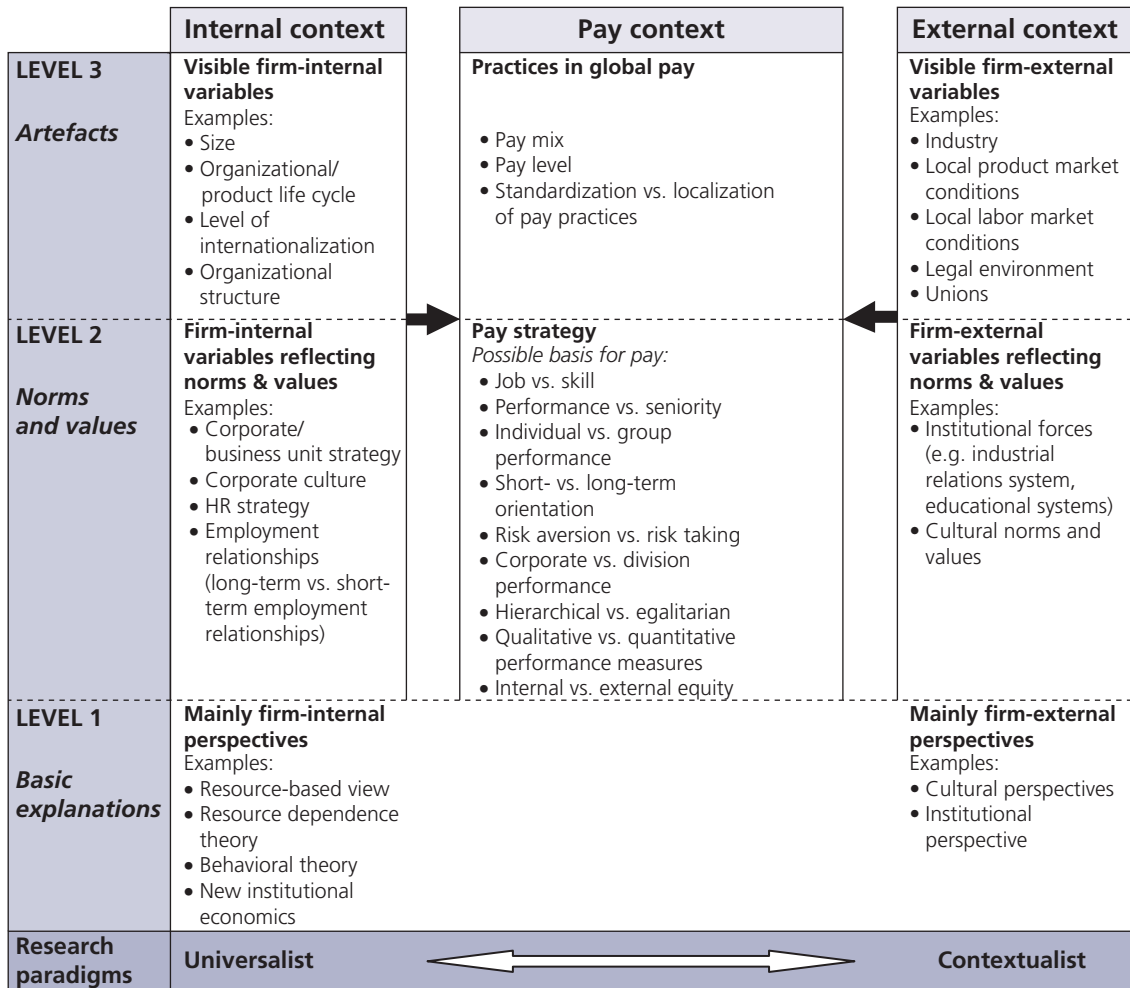 Internal context
Pay context
External context
LEVEL 3
Artefacts
Visible firm-internal
variables
Examples:
• Size
• Organizational/
product life cycle
• Level of
internationalization
• Organizational
structure
Practices in global pay
• Pay mix
• Pay level
• Standardization vs. localization
of pay practices
Visible firm-external
variables
Examples:
• Industry
• Local product market
conditions
• Local labor market
conditions
• Legal environment
• Unions
LEVEL 2
Norms
and values
Firm-internal
variables reflecting
norms & values
Examples:
• Corporate/
business unit strategy
• Corporate culture
• HR strategy
• Employment
relationships
(long-term vs. short-
term employment
relationships)
Pay strategy
Possible basis for pay:
• Job vs. skill
• Performance vs. seniority
• Individual vs. group
performance
• Short- vs. long-term
orientation
• Risk aversion vs. risk taking
• Corporate vs. division
performance
• Hierarchical vs. egalitarian
• Qualitative vs. quantitative
performance measures
• Internal vs. external equity
Firm-external
variables reflecting
norms & values
Examples:
• Institutional forces
(e.g. industrial
relations system,
educational systems)
• Cultural norms and
values
LEVEL 1
Basic
explanations
Mainly firm-internal
perspectives
Examples:
• Resource-based view
• Resource dependence
theory
• Behavioral theory
• New institutional
economics
Mainly firm-external
perspectives
Examples:
• Cultural perspectives
• Institutional
perspective
Research
paradigms
Universalist
Contextualist